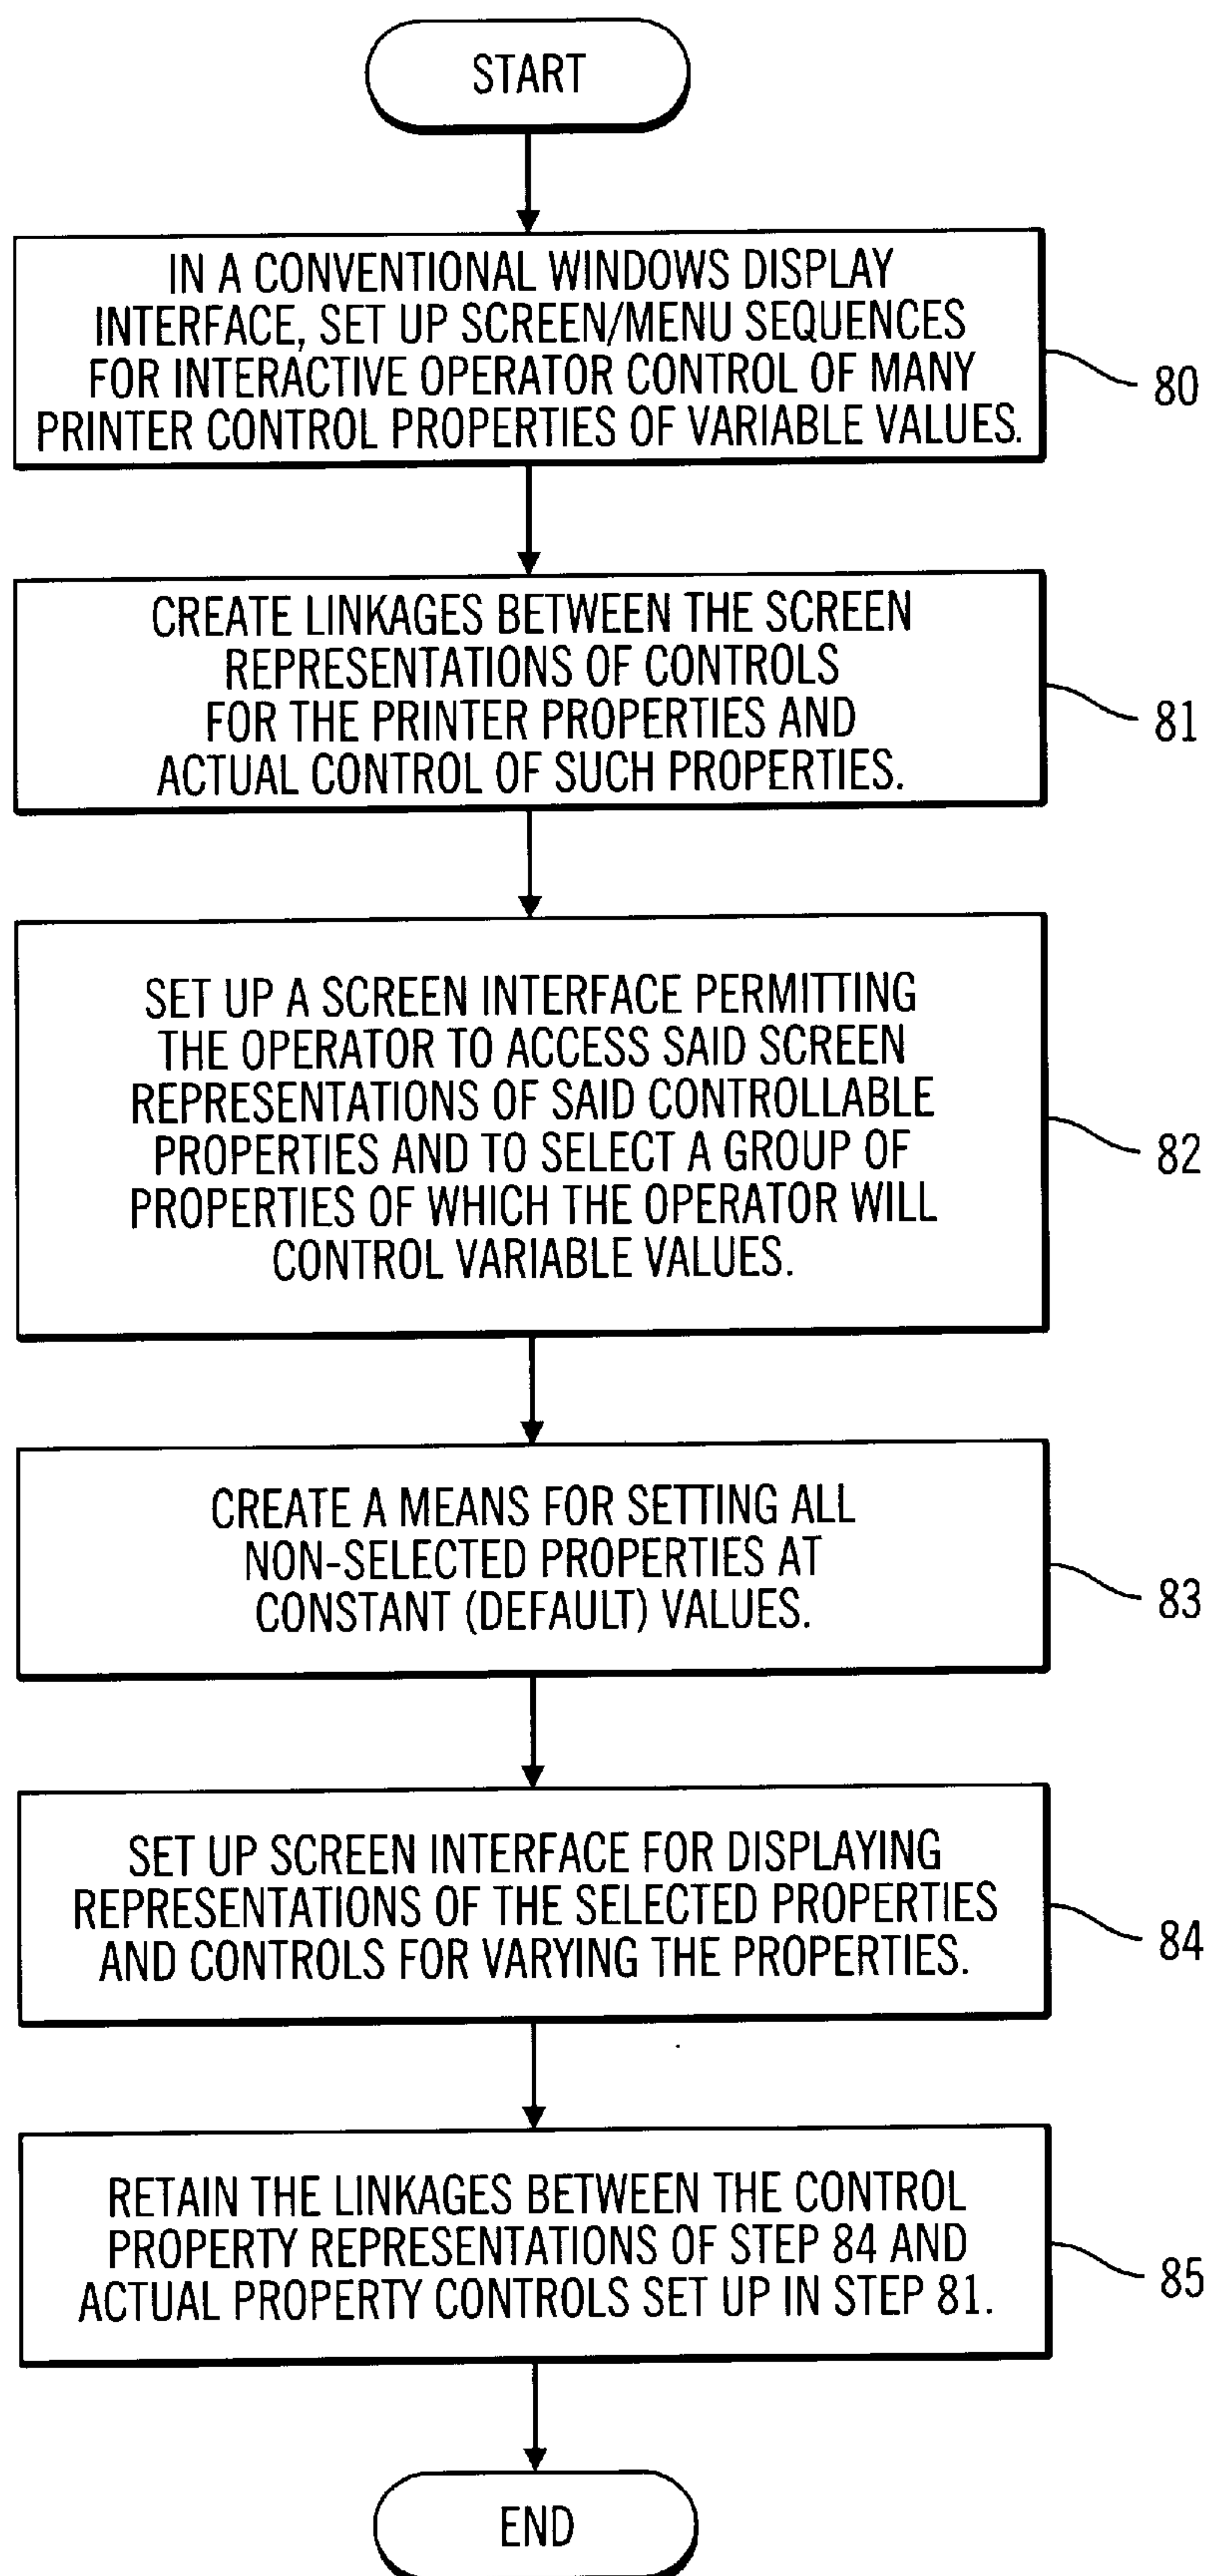 START
IN A CONVENTIONAL WINDOWS DISPLAY
INTERFACE, SET UP SCREEN/MENU SEQUENCES
FOR INTERACTIVE OPERATOR CONTROL OF MANY
PRINTER CONTROL PROPERTIES OF VARIABLE VALUES.
80
CREATE LINKAGES BETWEEN THE SCREEN
REPRESENTATIONS OF CONTROLS
FOR THE PRINTER PROPERTIES AND
ACTUAL CONTROL OF SUCH PROPERTIES.
81
SET UP A SCREEN INTERFACE PERMITTING
THE OPERATOR TO ACCESS SAID SCREEN
REPRESENTATIONS OF SAID CONTROLLABLE
PROPERTIES AND TO SELECT A GROUP OF
PROPERTIES OF WHICH THE OPERATOR WILL
CONTROL VARIABLE VALUES.
82
CREATE A MEANS FOR SETTING ALL
NON-SELECTED PROPERTIES AT
CONSTANT (DEFAULT) VALUES.
83
SET UP SCREEN INTERFACE FOR DISPLAYING
REPRESENTATIONS OF THE SELECTED PROPERTIES
AND CONTROLS FOR VARYING THE PROPERTIES.
84
RETAIN THE LINKAGES BETWEEN THE CONTROL
PROPERTY REPRESENTATIONS OF STEP 84 AND
ACTUAL PROPERTY CONTROLS SET UP IN STEP 81.
85
END